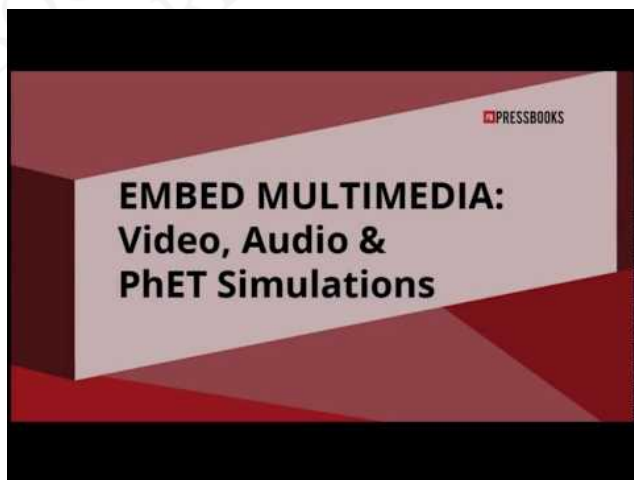 PRESSBOOKS
EMBED MULTIMEDIA:
Video, Audio &
PhET Simulations